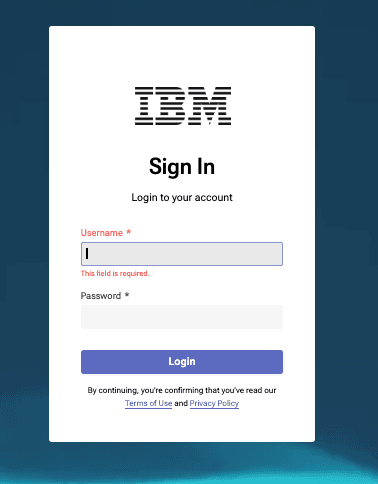 IBM
Sign In
Login to your account
Username *
This field is required.
Password *
Login
By continuing, you're confirming that you've read our
Terms of Use and Privacy Policy